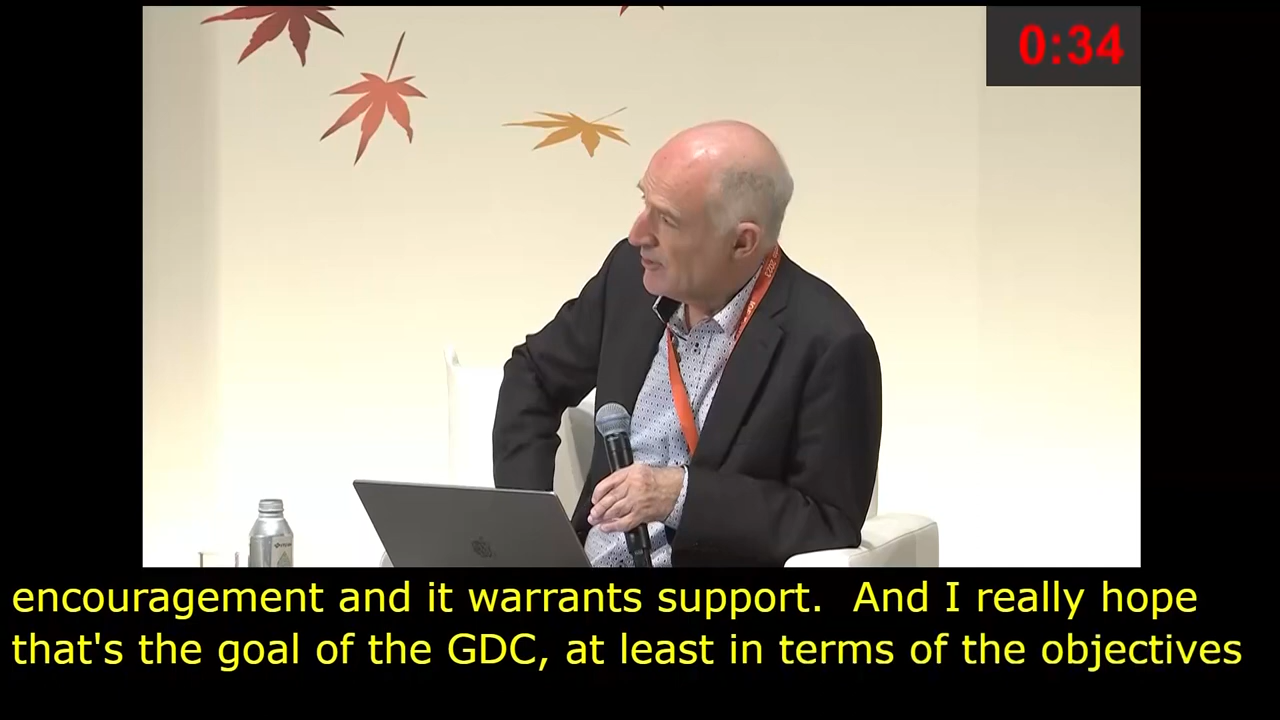 0:34
encouragement and it warrants support.  And I really hope
that's the goal of the GDC, at least in terms of the objectives